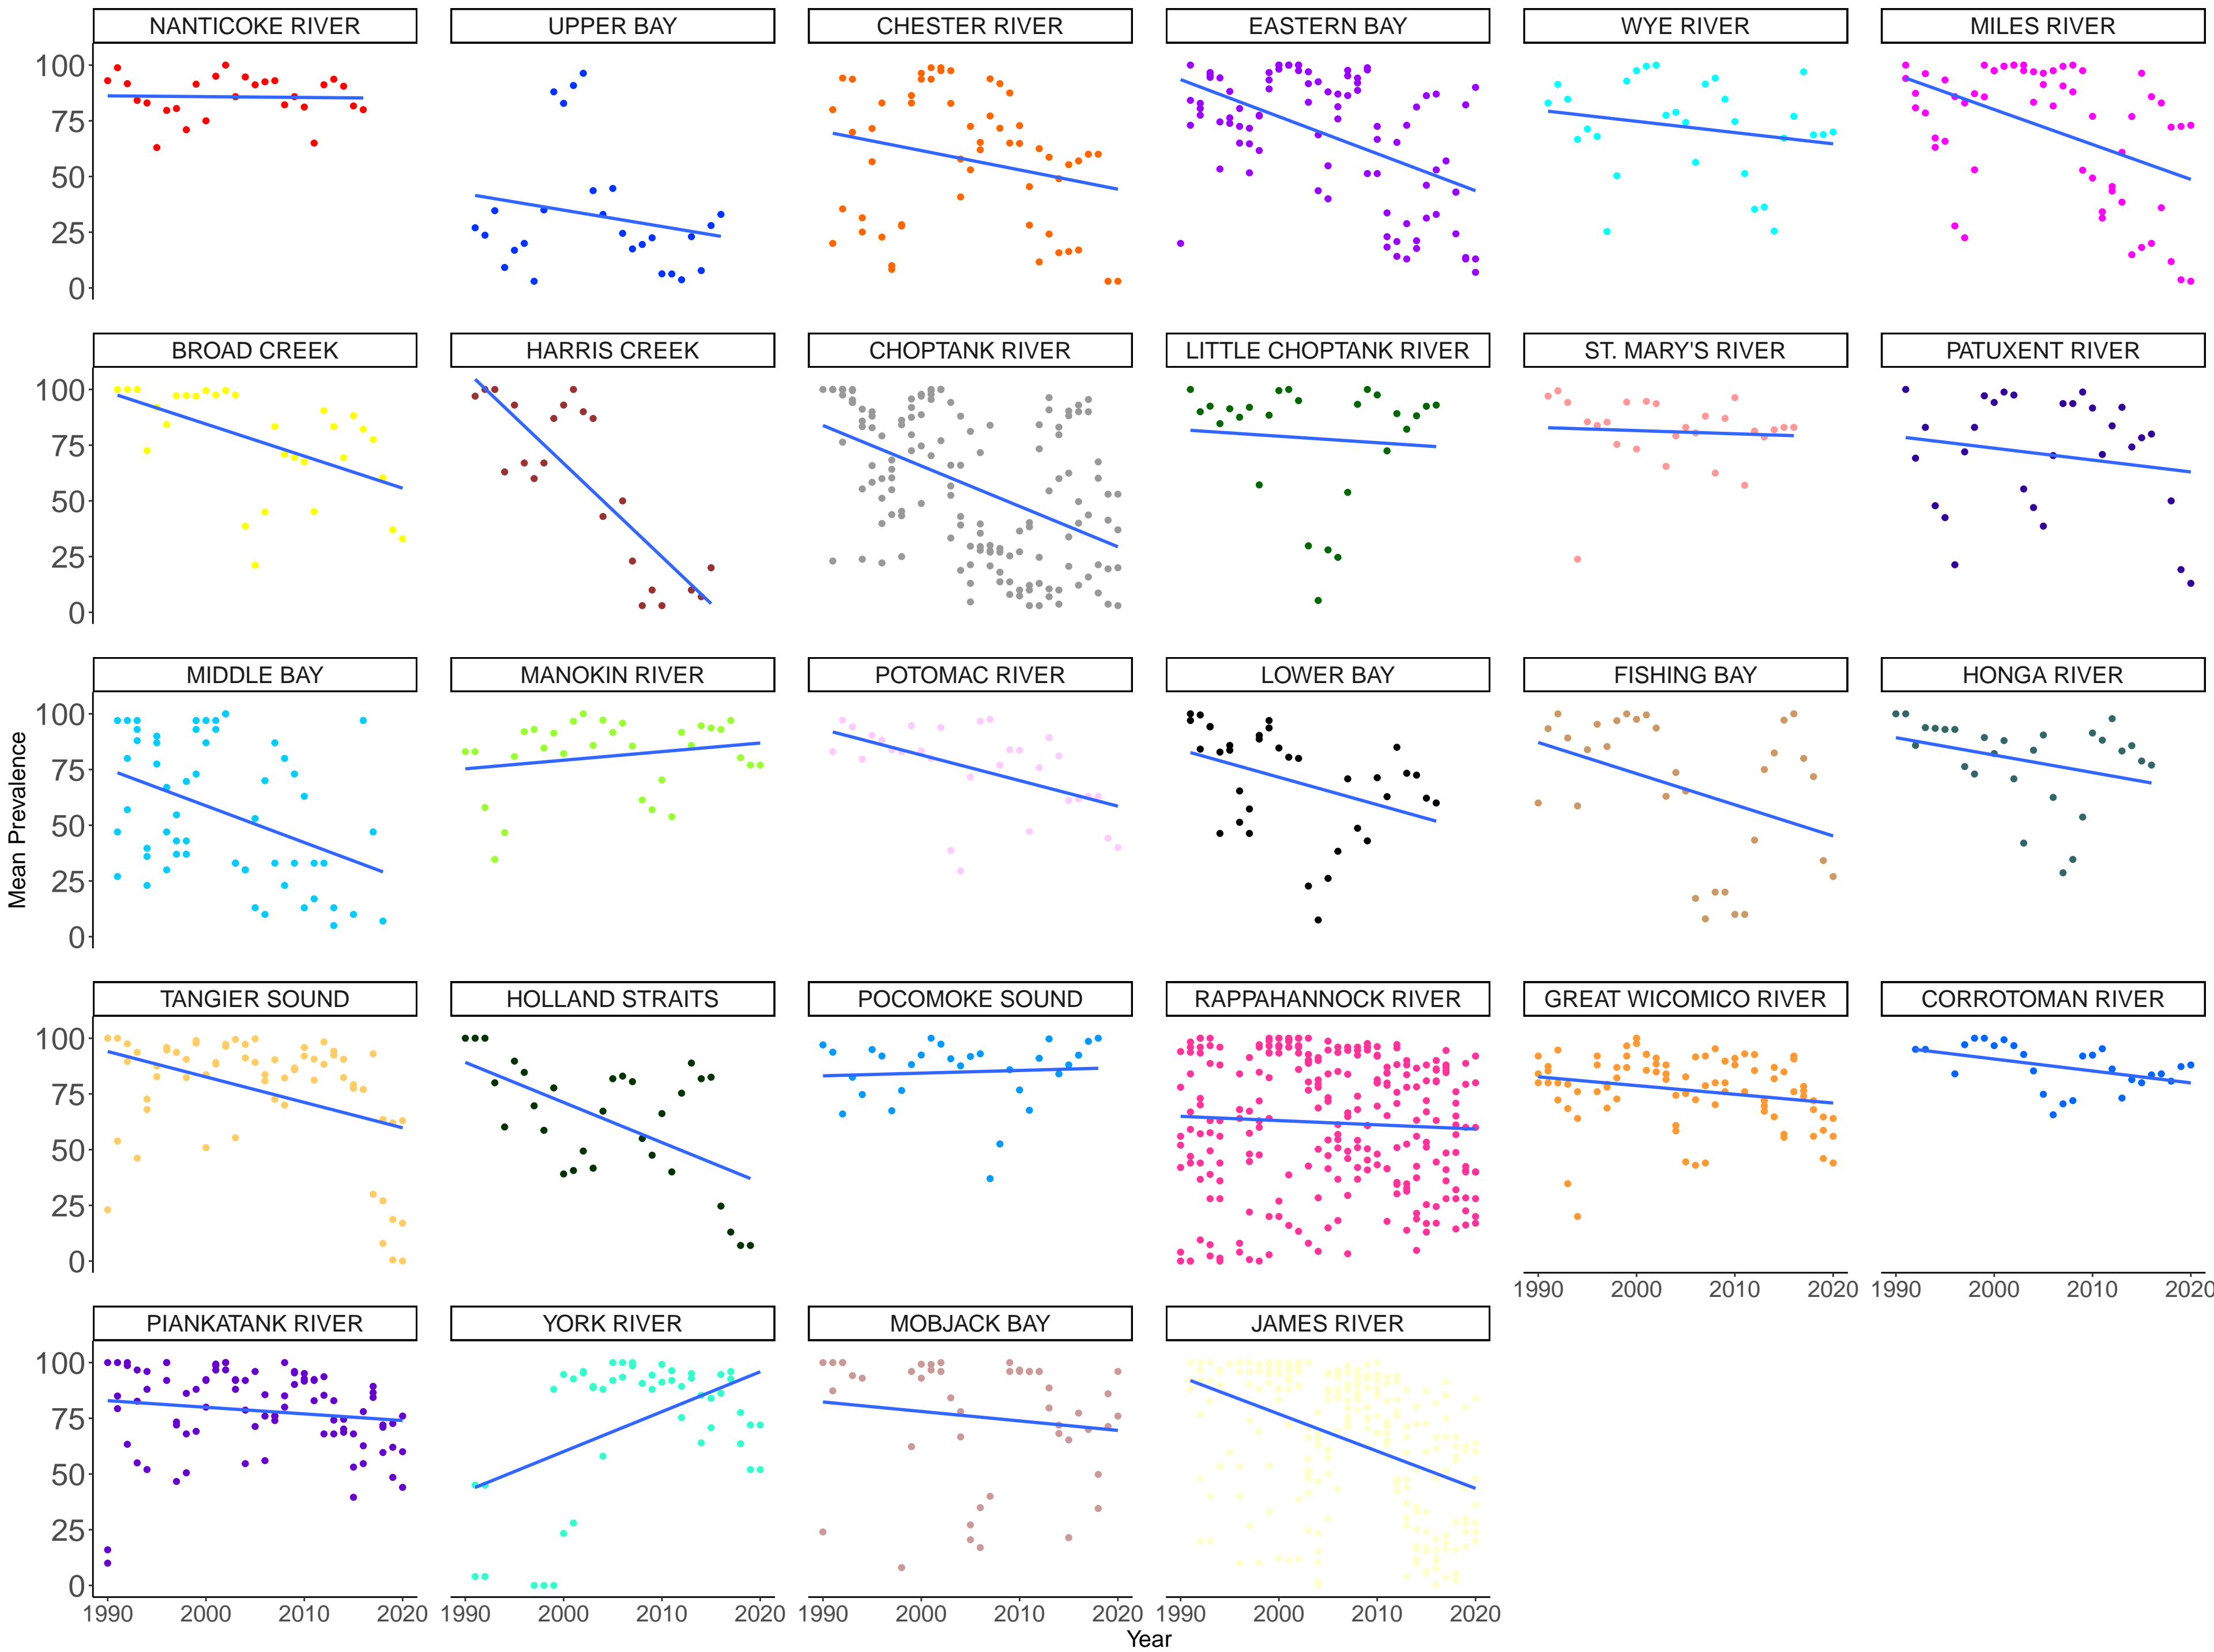 NANTICOKE RIVER UPPER BAY CHESTER RIVER EASTERN BAY WYE RIVER MILES RIVER
100
75
50
25
0
BROAD CREEK HARRIS CREEK CHOPTANK RIVER LITTLE CHOPTANK RIVER ST. MARY'S RIVER PATUXENT RIVER
100
75
50
25
0
MIDDLE BAY MANOKIN RIVER POTOMAC RIVER LOWER BAY FISHING BAY HONGA RIVER
100
75
50
25
0
Mean Prevalence
TANGIER SOUND HOLLAND STRAITS POCOMOKE SOUND RAPPAHANNOCK RIVER GREAT WICOMICO RIVER CORROTOMAN RIVER
100
75
50
25
0
1990 2000 2010 2020 1990 2000 2010 2020
PIANKATANK RIVER YORK RIVER MOBJACK BAY JAMES RIVER
100
75
50
25
0
1990 2000 2010 2020 1990 2000 2010 2020 1990 2000 2010 2020 1990 2000 2010 2020
Year